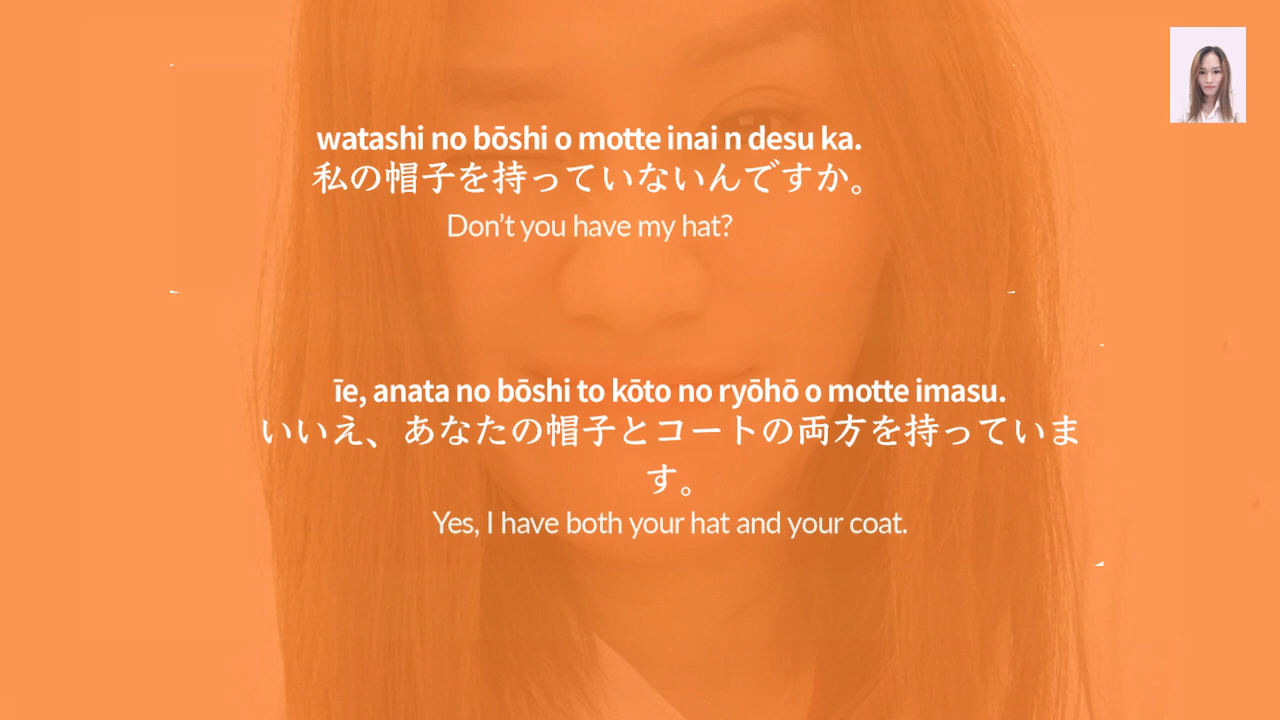 watashi no bōshi o motte inai n desu ka.
私の帽子を持っていないんですか。
Don't you have my hat?
īe, anata no bōshi to kōto no ryōhō o motte imasu.
いいえ、あなたの帽子とコートの両方を持っていま
す。
Yes, I have both your hat and your coat.